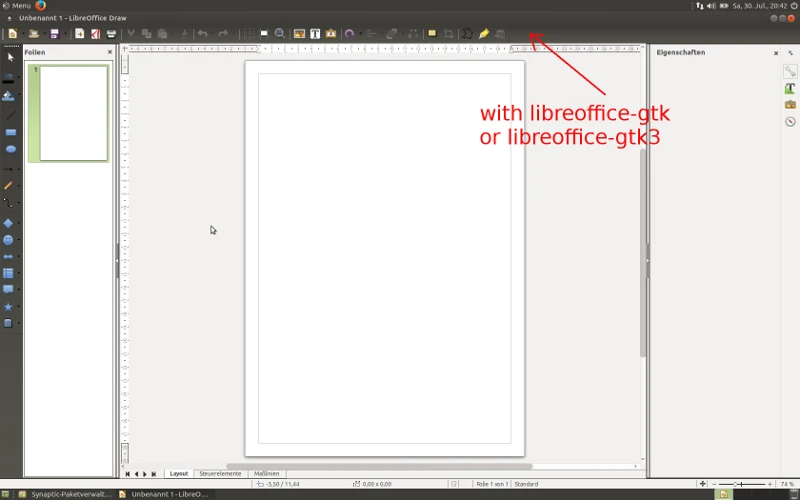 Menu
Sa, 30. Jul., 20:42
Unbenannt 1 - LibreOffice Draw
Folien
Eigenschaften
1
with libreoffice-gtk
or libreoffice-gtk3
Layout
Steuerelemente
Maßlinien
-3,50 / 11,44
0,00 x 0,00
Folie 1 von 1
Standard
74 %
Synaptic-Paketverwalt...
Unbenannt 1 - LibreO...